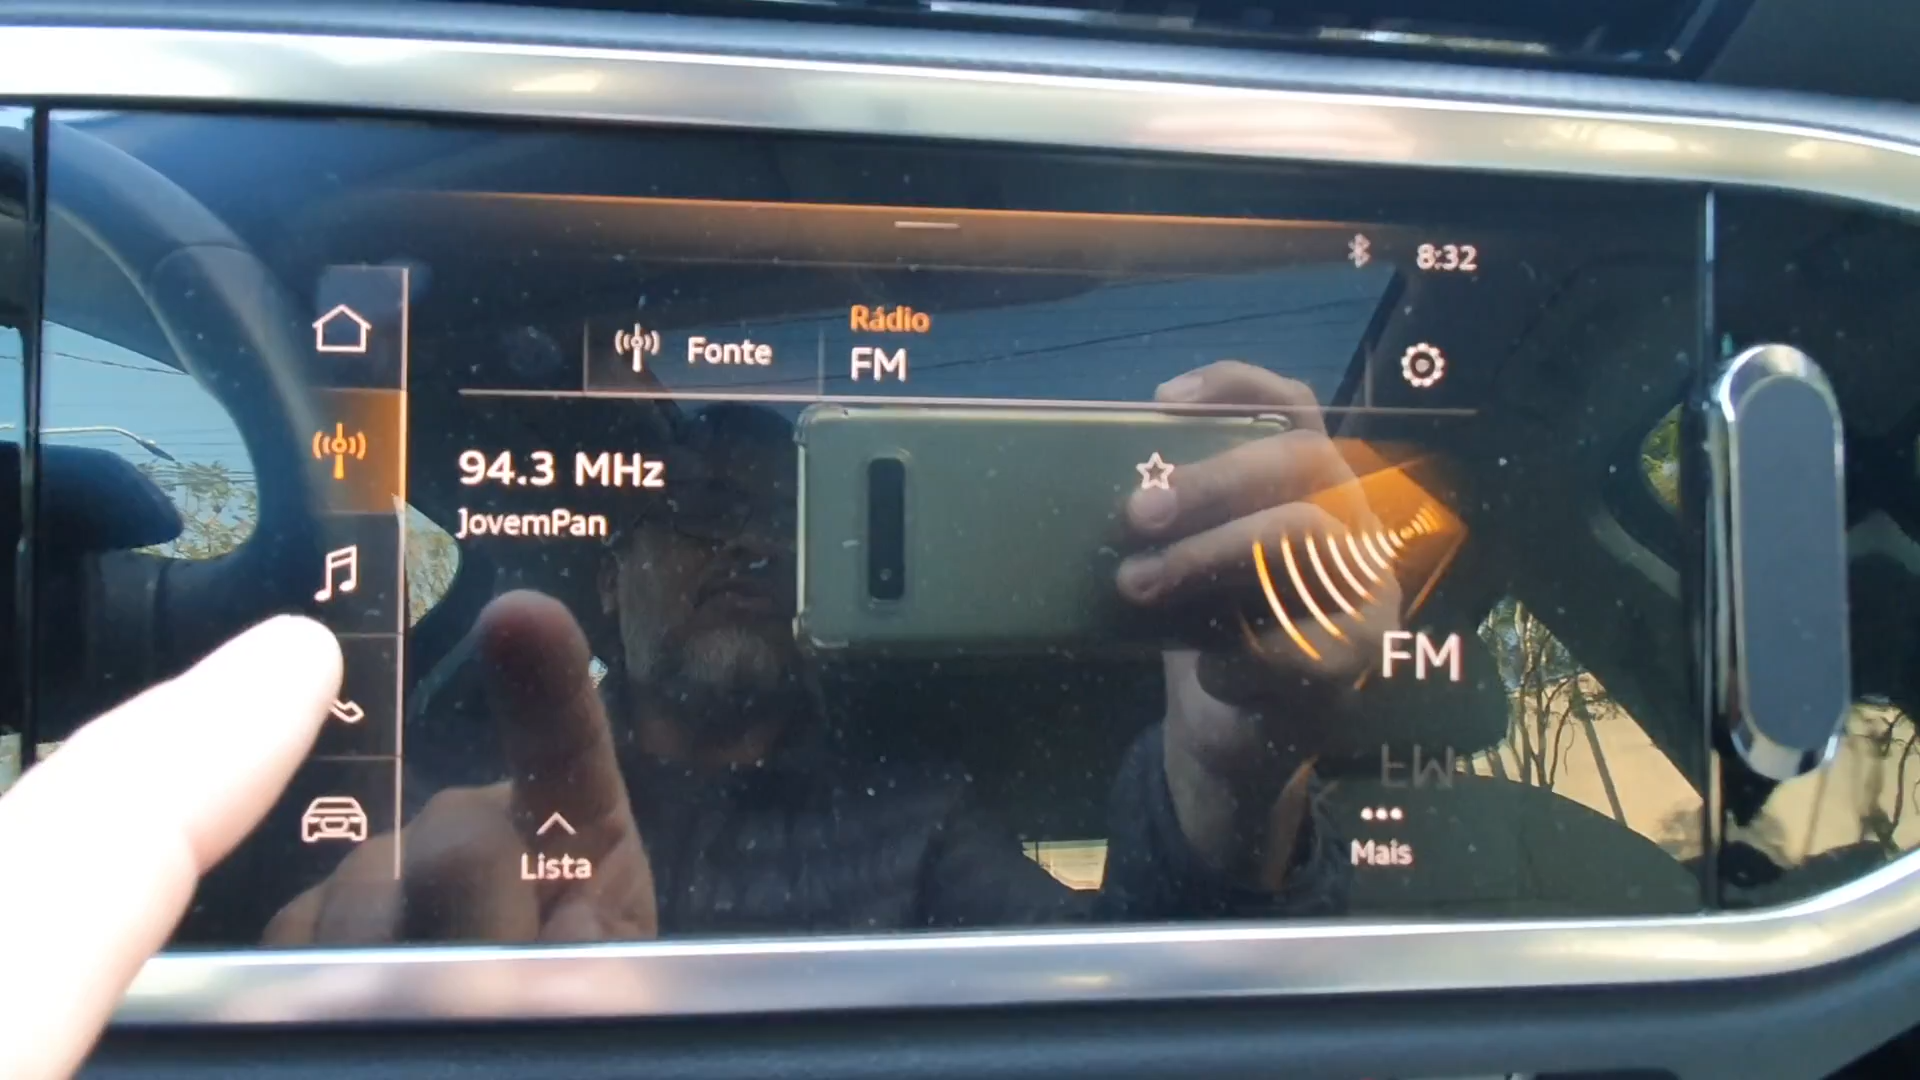 8:32
Fonte
Rádio
FM
94.3 MHz
JovemPan
FM
Lista
Mais